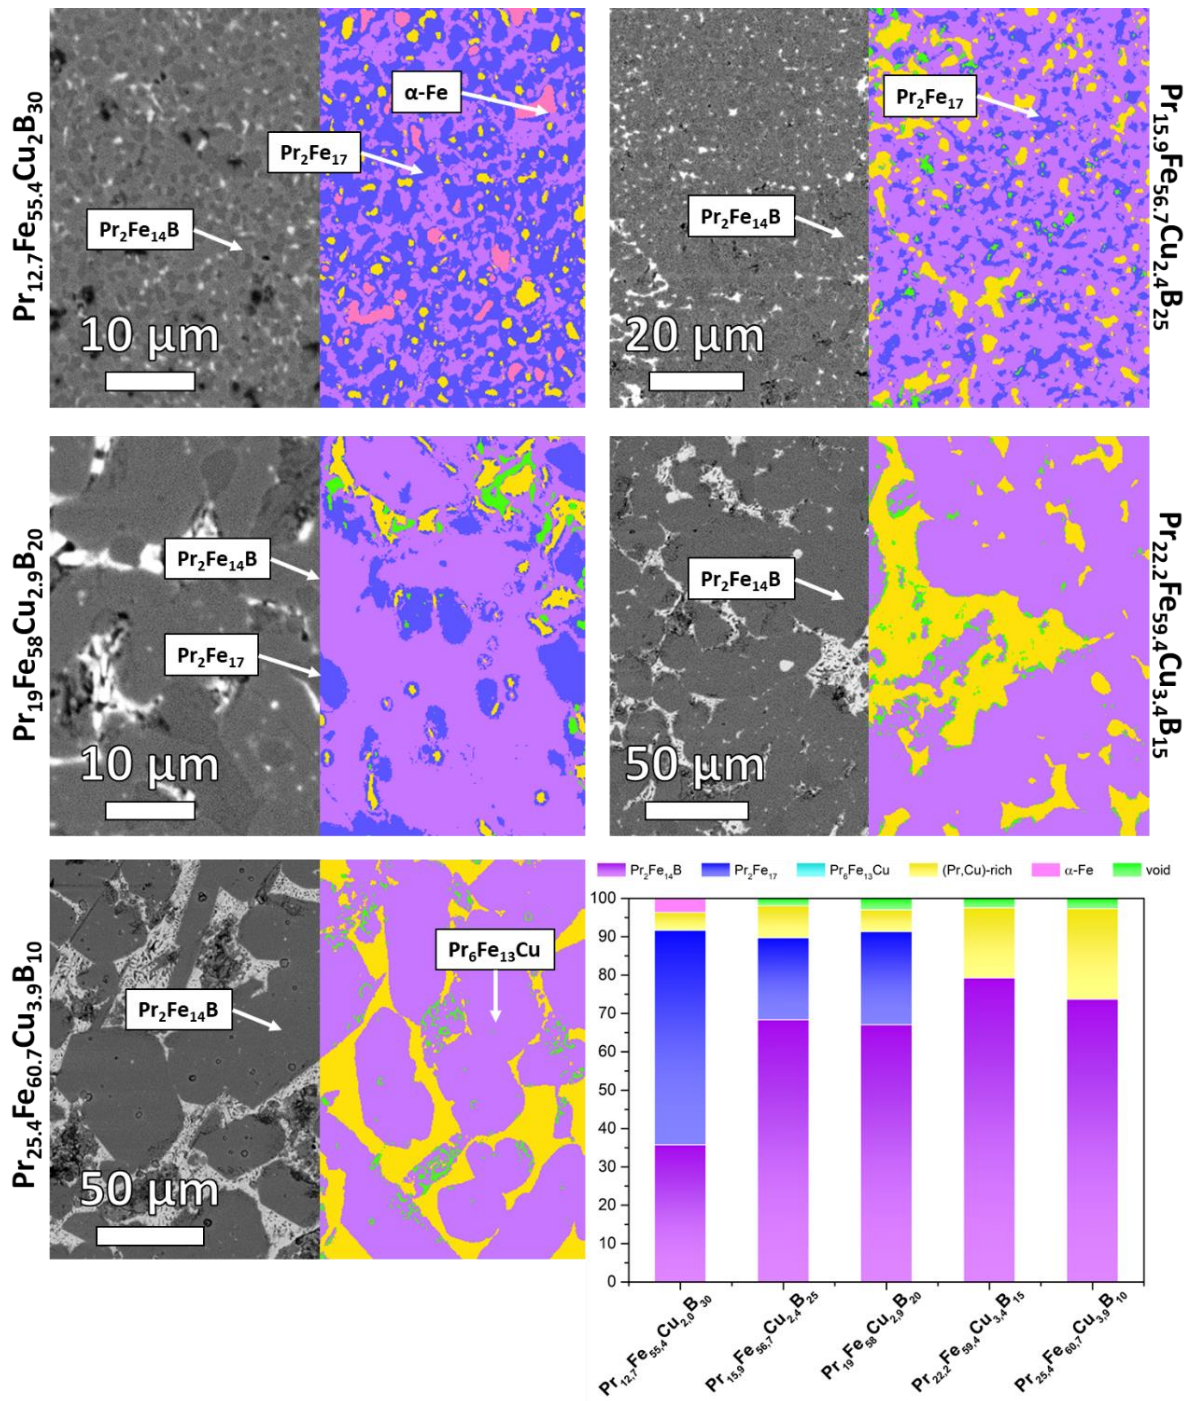 Pr₁₂.₇Fe₅₅.₄Cu₂B₃₀
α-Fe
Pr₂Fe₁₇
Pr₂Fe₁₄B
10 µm
Pr₂Fe₁₇
Pr₂Fe₁₄B
20 µm
Pr₁₅.₉Fe₅₆.₇Cu₂.₄B₂₅
Pr₁₉Fe₅₈Cu₂.₉B₂₀
Pr₂Fe₁₄B
Pr₂Fe₁₇
10 µm
Pr₂Fe₁₄B
50 µm
Pr₂₂.₂Fe₅₉.₄Cu₃.₄B₁₅
Pr₂₅.₄Fe₆₀.₇Cu₃.₉B₁₀
Pr₆Fe₁₃Cu
Pr₂Fe₁₄B
50 µm
Pr₂Fe₁₄B Pr₂Fe₁₇ Pr₆Fe₁₃Cu (Pr,Cu)-rich α-Fe void
100
90
80
70
60
50
40
30
20
10
0
Pr₁₂,₇Fe₅₅,₄Cu₂,₀B₃₀
Pr₁₅,₉Fe₅₆,₇Cu₂,₄B₂₅
Pr₁₉Fe₅₈Cu₂,₉B₂₀
Pr₂₂,₂Fe₅₉,₄Cu₃,₄B₁₅
Pr₂₅,₄Fe₆₀,₇Cu₃,₉B₁₀